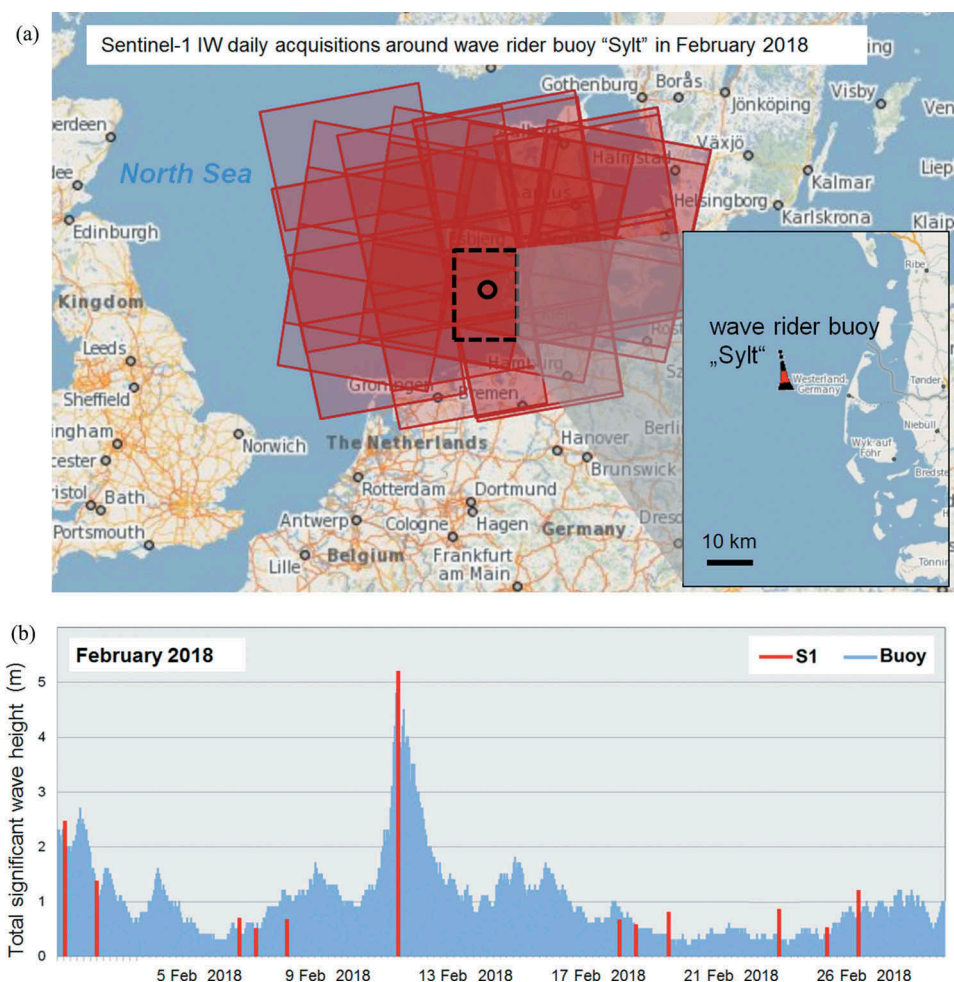 (a)
Sentinel-1 IW daily acquisitions around wave rider buoy “Sylt” in February 2018
Gothenburg
Borås
Jönköping
Visby
North Sea
Halmstad
Växjö
Kalmar
Helsingborg
Karlskrona
Edinburgh
Kingdom
Leeds
Sheffield
Norwich
Bath
Portsmouth
Groningen
Hamburg
Bremen
The Netherlands
Hanover
Brunswick
Rotterdam
Dortmund
Antwerp
Cologne
Hagen
Germany
Belgium
Lille
Frankfurt
am Main
Ribe
wave rider buoy
„Sylt“
Westerland,
Germany
Tønder
Niebüll
Wyk auf
Föhr
10 km
(b)
February 2018
S1
Buoy
Total significant wave height (m)
5
4
3
2
1
0
5 Feb 2018
9 Feb 2018
13 Feb 2018
17 Feb 2018
21 Feb 2018
26 Feb 2018